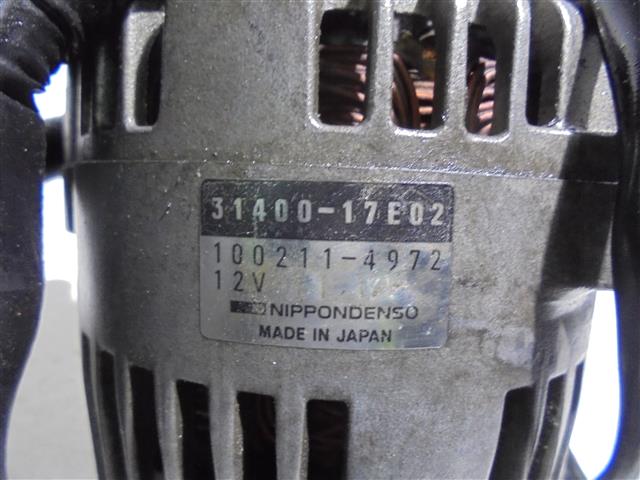 31400-17E02
100211-4972
12V
NIPPONDENSO
MADE IN JAPAN